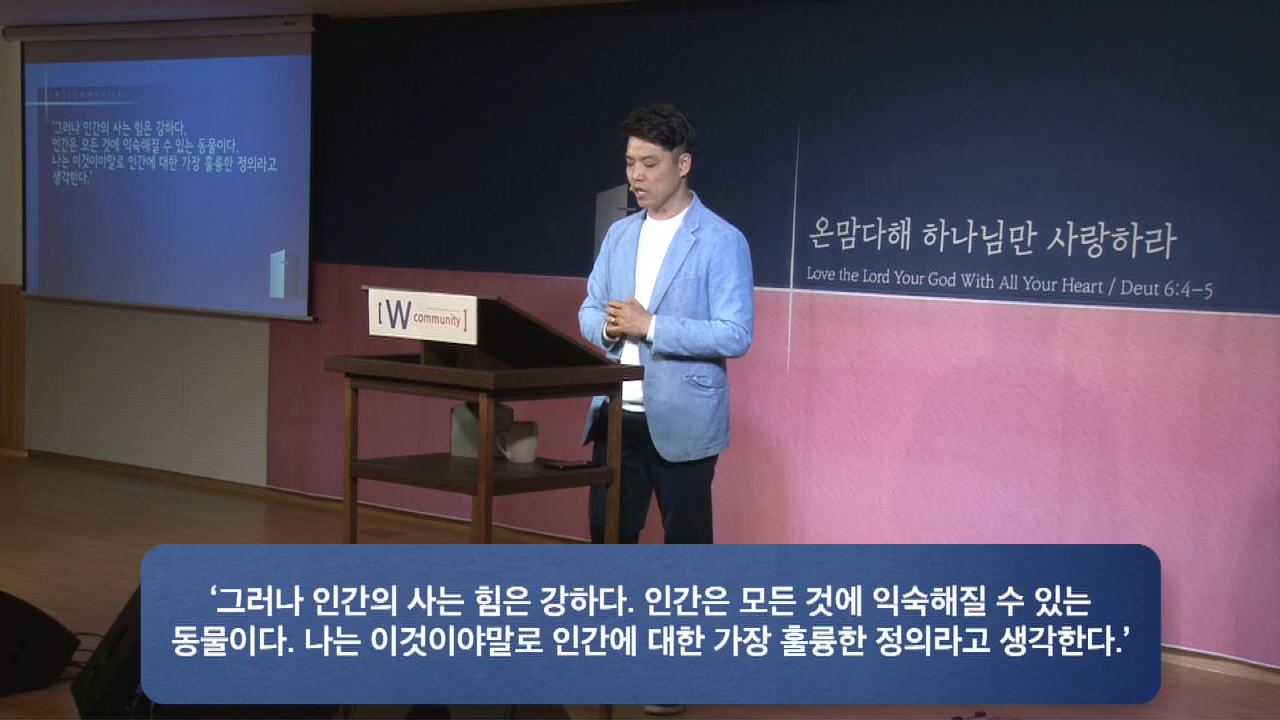 '그러나 인간의 사는 힘은 강하다.
인간은 모든 것에 익숙해질 수 있는 동물이다.
나는 이것이야말로 인간에 대한 가장 훌륭한 정의라고
생각한다.'
온맘다해 하나님만 사랑하라
Love the Lord Your God With All Your Heart / Deut 6:4–5
[W community]
'그러나 인간의 사는 힘은 강하다. 인간은 모든 것에 익숙해질 수 있는
동물이다. 나는 이것이야말로 인간에 대한 가장 훌륭한 정의라고 생각한다.'